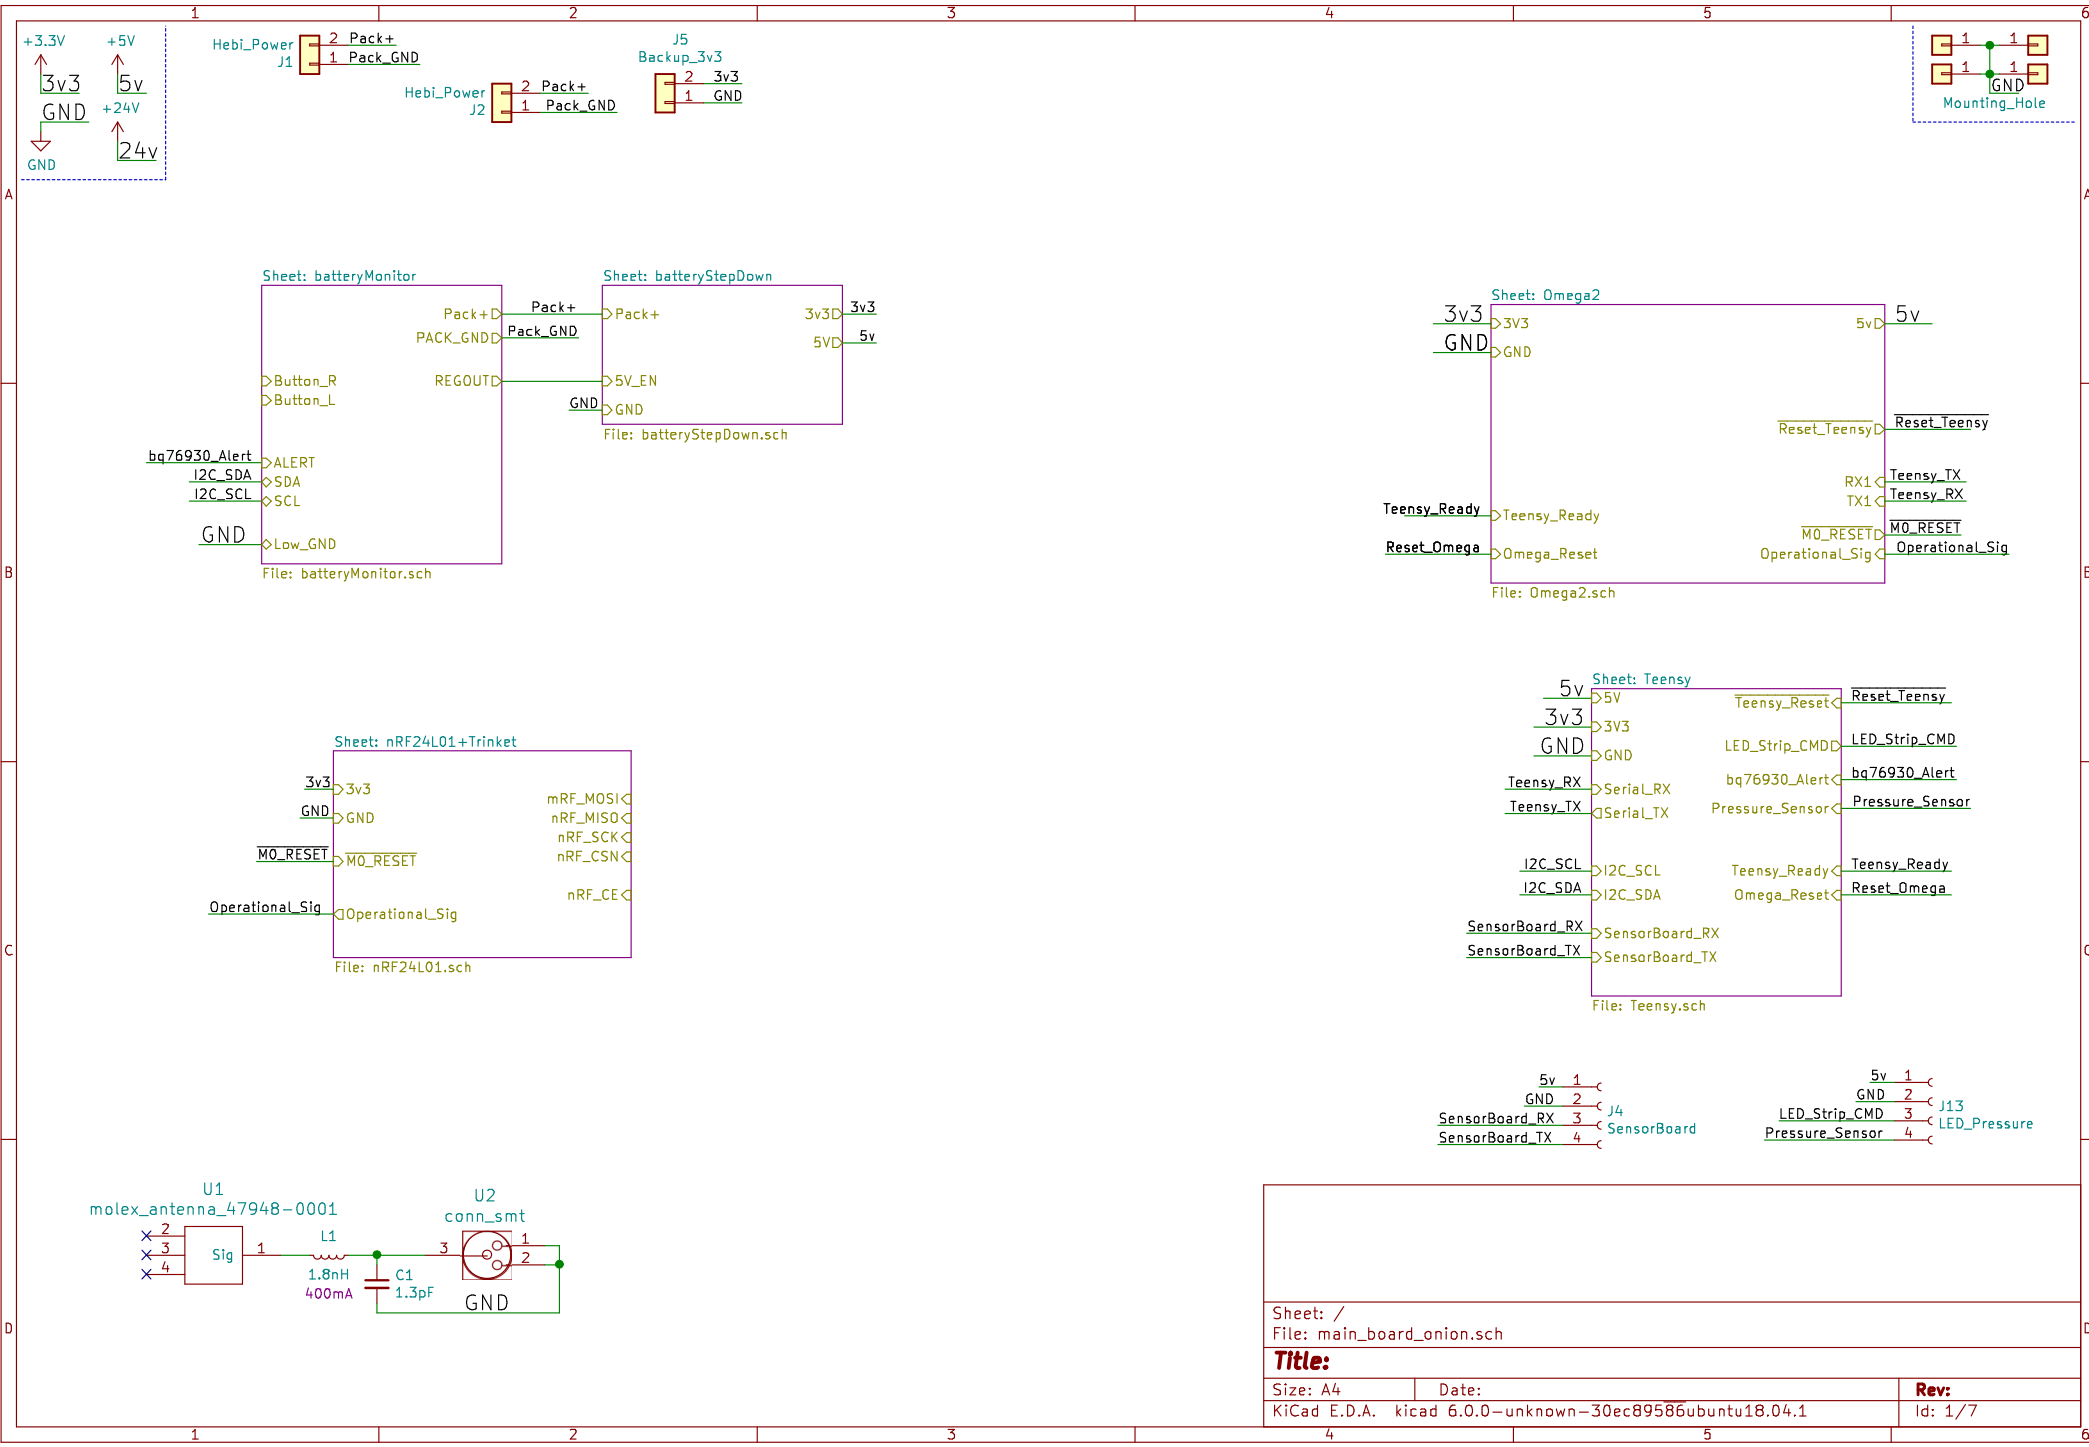 1 2 3 4 5 6
+3.3V
3v3
GND
GND
+5V
5v
+24V
24v
Hebi_Power
J1
2 Pack+
1 Pack_GND
Hebi_Power
J2
2 Pack+
1 Pack_GND
J5
Backup_3v3
2 3v3
1 GND
1 1
1 1
GND
Mounting_Hole
A
Sheet: batteryMonitor
Pack+
PACK_GND
Button_R
Button_L
REGOUT
bq76930_Alert ALERT
I2C_SDA SDA
I2C_SCL SCL
GND Low_GND
File: batteryMonitor.sch
Pack+
Pack_GND
Sheet: batteryStepDown
Pack+ 3v3 3v3
5V 5v
5V_EN
GND GND
File: batteryStepDown.sch
Sheet: Omega2
3v3 3V3 5v 5v
GND GND
Reset_Teensy Reset_Teensy
RX1 Teensy_TX
TX1 Teensy_RX
Teensy_Ready Teensy_Ready
M0_RESET M0_RESET
Reset_Omega Omega_Reset Operational_Sig Operational_Sig
File: Omega2.sch
B
Sheet: nRF24L01+Trinket
3v3 3v3
mRF_MOSI
GND GND nRF_MISO
nRF_SCK
M0_RESET M0_RESET nRF_CSN
nRF_CE
Operational_Sig Operational_Sig
File: nRF24L01.sch
Sheet: Teensy
5v 5V Teensy_Reset Reset_Teensy
3v3 3V3
LED_Strip_CMD LED_Strip_CMD
GND GND
bq76930_Alert bq76930_Alert
Teensy_RX Serial_RX
Teensy_TX Serial_TX Pressure_Sensor Pressure_Sensor
I2C_SCL I2C_SCL Teensy_Ready Teensy_Ready
I2C_SDA I2C_SDA Omega_Reset Reset_Omega
SensorBoard_RX SensorBoard_RX
SensorBoard_TX SensorBoard_TX
File: Teensy.sch
C
5v 1
GND 2
SensorBoard_RX 3
SensorBoard_TX 4
J4
SensorBoard
5v 1
GND 2
LED_Strip_CMD 3
Pressure_Sensor 4
J13
LED_Pressure
U1
molex_antenna_47948-0001
2
3 Sig 1
4
L1
1.8nH
400mA
C1
1.3pF
U2
conn_smt
3 1
2
GND
D
Sheet: /
File: main_board_onion.sch
Title:
Size: A4 Date: Rev:
KiCad E.D.A. kicad 6.0.0-unknown-30ec89586ubuntu18.04.1 Id: 1/7
1 2 3 4 5 6